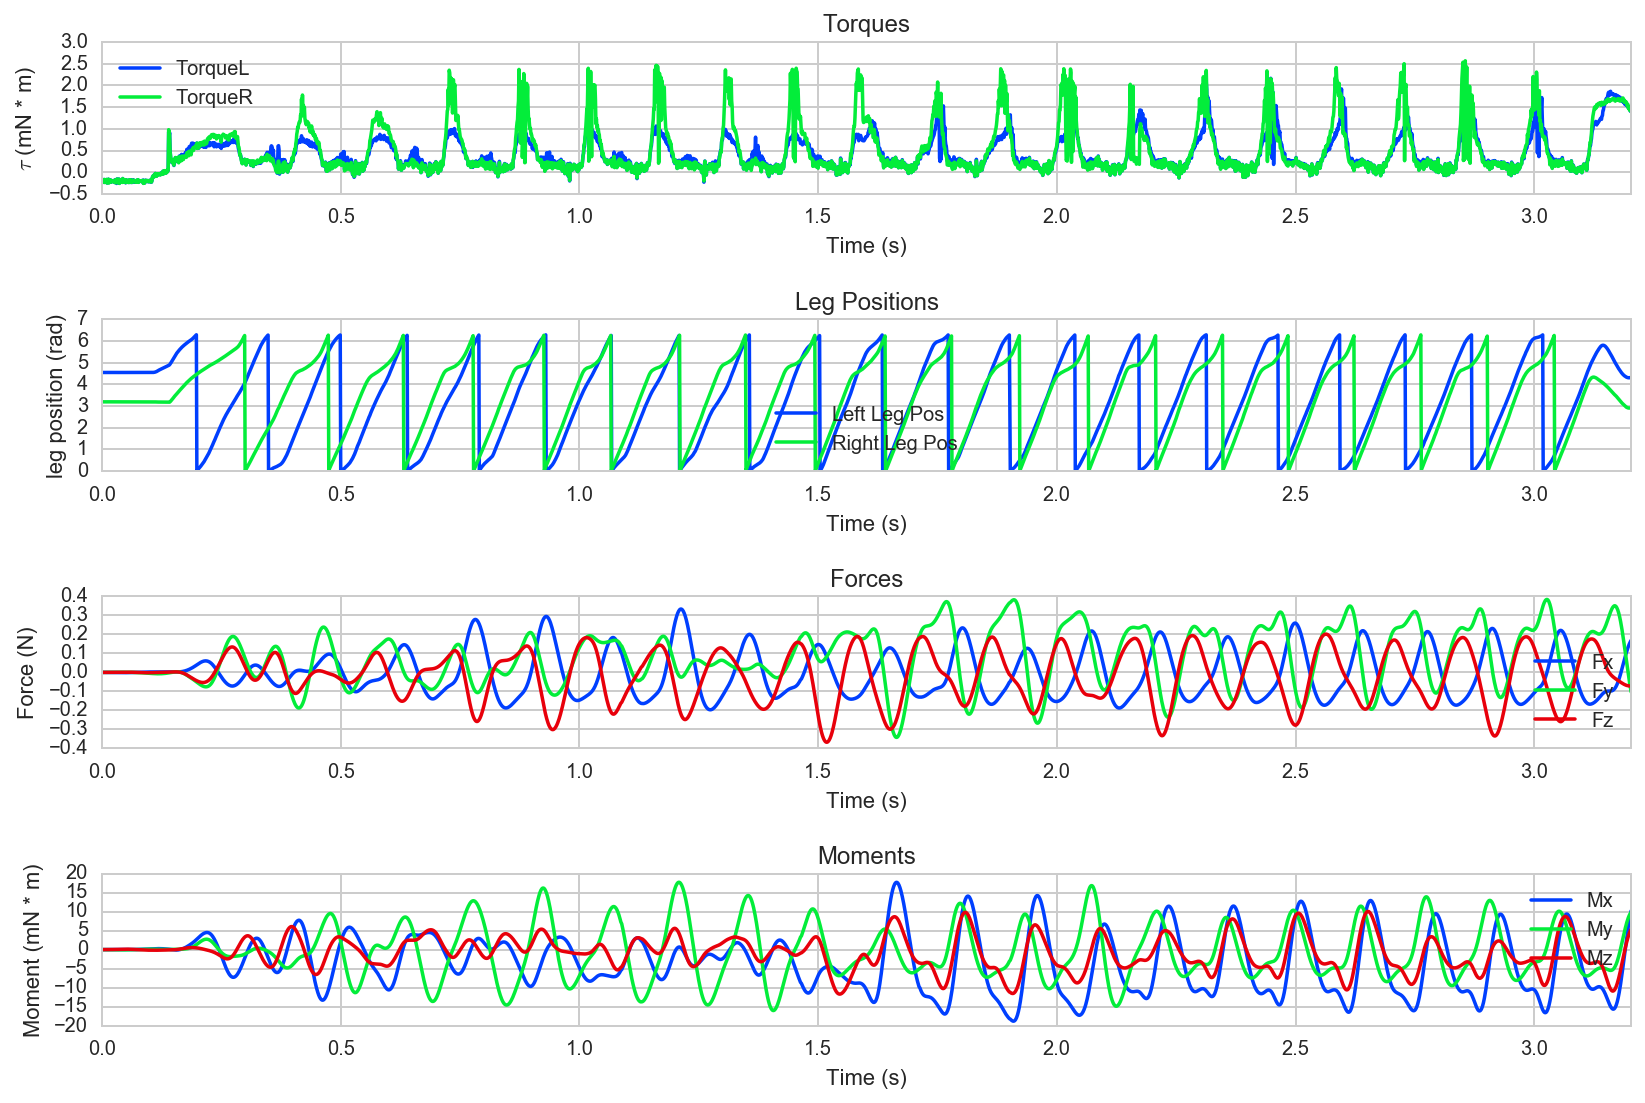 Torques
τ (mN * m)
3.0
2.5
2.0
1.5
1.0
0.5
0.0
−0.5
TorqueL
TorqueR
0.0 0.5 1.0 1.5 2.0 2.5 3.0
Time (s)
Leg Positions
leg position (rad)
7
6
5
4
3
2
1
0
Left Leg Pos
Right Leg Pos
0.0 0.5 1.0 1.5 2.0 2.5 3.0
Time (s)
Forces
Force (N)
0.4
0.3
0.2
0.1
0.0
−0.1
−0.2
−0.3
−0.4
Fx
Fy
Fz
0.0 0.5 1.0 1.5 2.0 2.5 3.0
Time (s)
Moments
Moment (mN * m)
20
15
10
5
0
−5
−10
−15
−20
Mx
My
Mz
0.0 0.5 1.0 1.5 2.0 2.5 3.0
Time (s)